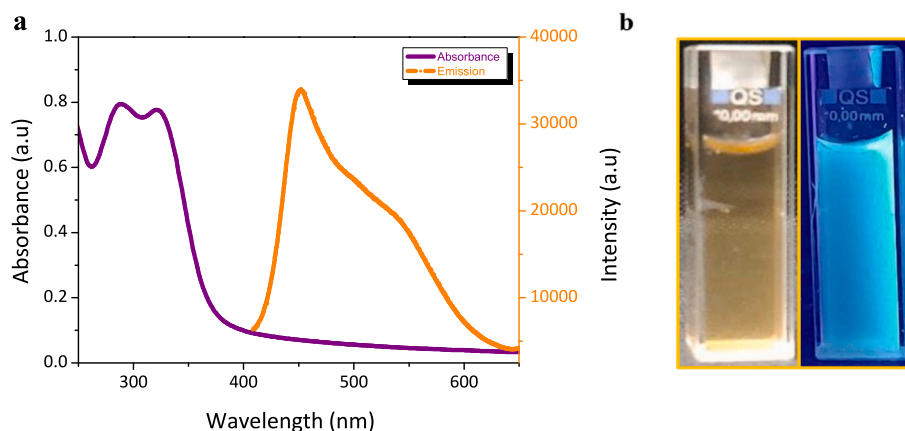 a
b
1.0
0.8
0.6
0.4
0.2
0.0
Absorbance (a.u)
300
400
500
600
Wavelength (nm)
40000
30000
20000
10000
Intensity (a.u)
Absorbance
Emission
QS
10,00mm
QS
10,00mm